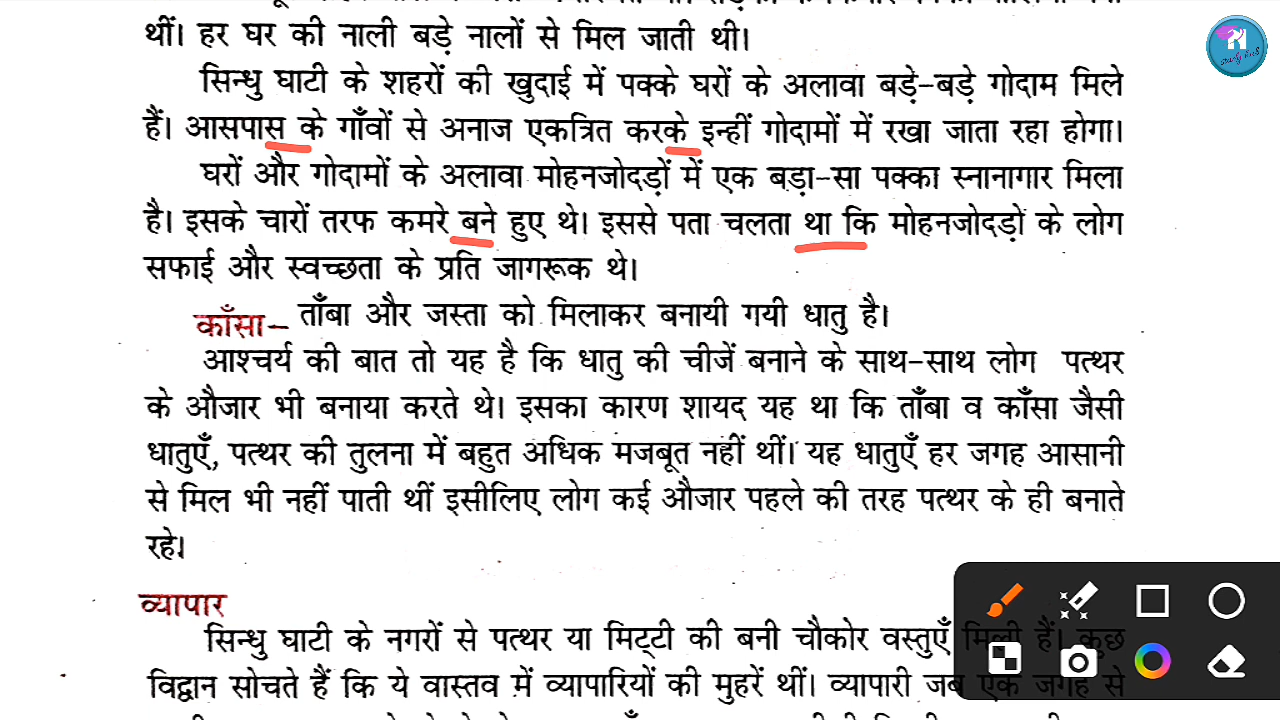 थीं। हर घर की नाली बड़े नालों से मिल जाती थी।
सिन्धु घाटी के शहरों की खुदाई में पक्के घरों के अलावा बड़े-बड़े गोदाम मिले
हैं। आसपास के गाँवों से अनाज एकत्रित करके इन्हीं गोदामों में रखा जाता रहा होगा।
घरों और गोदामों के अलावा मोहनजोदड़ों में एक बड़ा-सा पक्का स्नानागार मिला
है। इसके चारों तरफ कमरे बने हुए थे। इससे पता चलता था कि मोहनजोदड़ों के लोग
सफाई और स्वच्छता के प्रति जागरूक थे।
काँसा- ताँबा और जस्ता को मिलाकर बनायी गयी धातु है।
आश्चर्य की बात तो यह है कि धातु की चीजें बनाने के साथ-साथ लोग पत्थर
के औजार भी बनाया करते थे। इसका कारण शायद यह था कि ताँबा व काँसा जैसी
धातुएँ, पत्थर की तुलना में बहुत अधिक मजबूत नहीं थीं। यह धातुएँ हर जगह आसानी
से मिल भी नहीं पाती थीं इसीलिए लोग कई औजार पहले की तरह पत्थर के ही बनाते
रहे।
व्यापार
सिन्धु घाटी के नगरों से पत्थर या मिट्टी की बनी चौकोर वस्तुएँ मिली हैं। कुछ
विद्वान सोचते हैं कि ये वास्तव में व्यापारियों की मुहरें थीं। व्यापारी जब एक जगह से